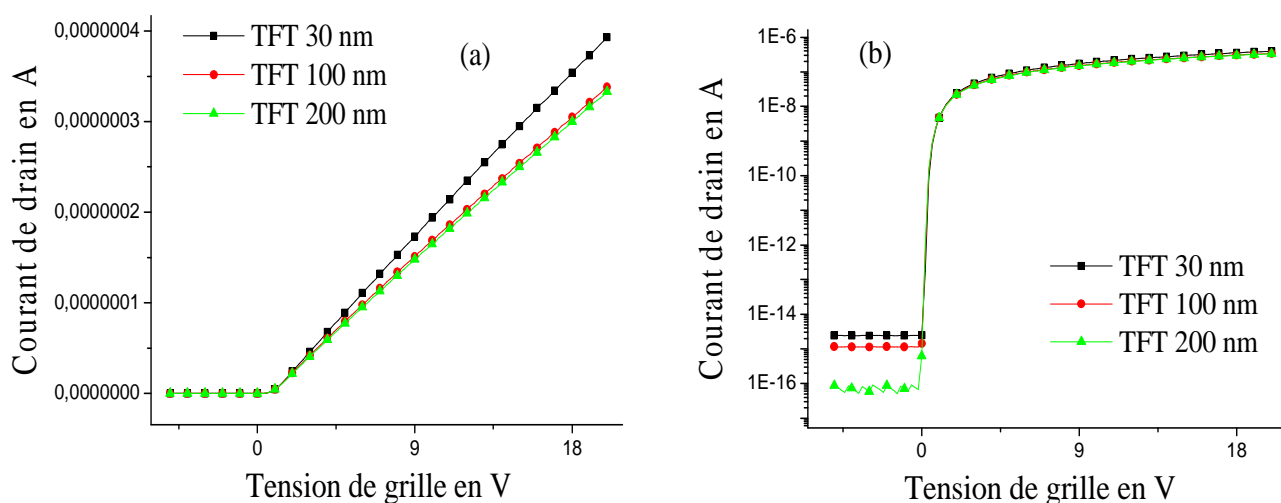 0,0000004
0,0000003
0,0000002
0,0000001
0,0000000
Courant de drain en A
TFT 30 nm
TFT 100 nm
TFT 200 nm
(a)
0
9
18
Tension de grille en V
1E-6
1E-8
1E-10
1E-12
1E-14
1E-16
Courant de drain en A
(b)
TFT 30 nm
TFT 100 nm
TFT 200 nm
0
9
18
Tension de grille en V